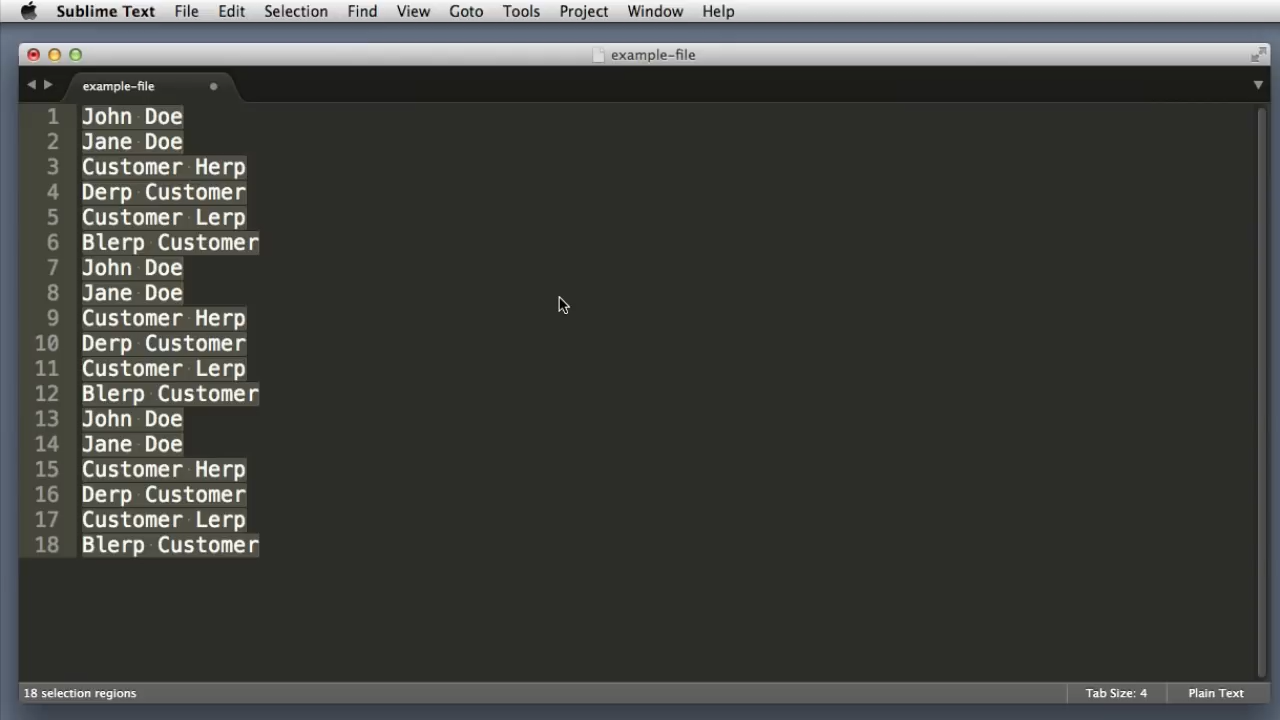 Sublime Text File Edit Selection Find View Goto Tools Project Window Help
example-file
example-file
1 John Doe
2 Jane Doe
3 Customer Herp
4 Derp Customer
5 Customer Lerp
6 Blerp Customer
7 John Doe
8 Jane Doe
9 Customer Herp
10 Derp Customer
11 Customer Lerp
12 Blerp Customer
13 John Doe
14 Jane Doe
15 Customer Herp
16 Derp Customer
17 Customer Lerp
18 Blerp Customer
18 selection regions Tab Size: 4 Plain Text